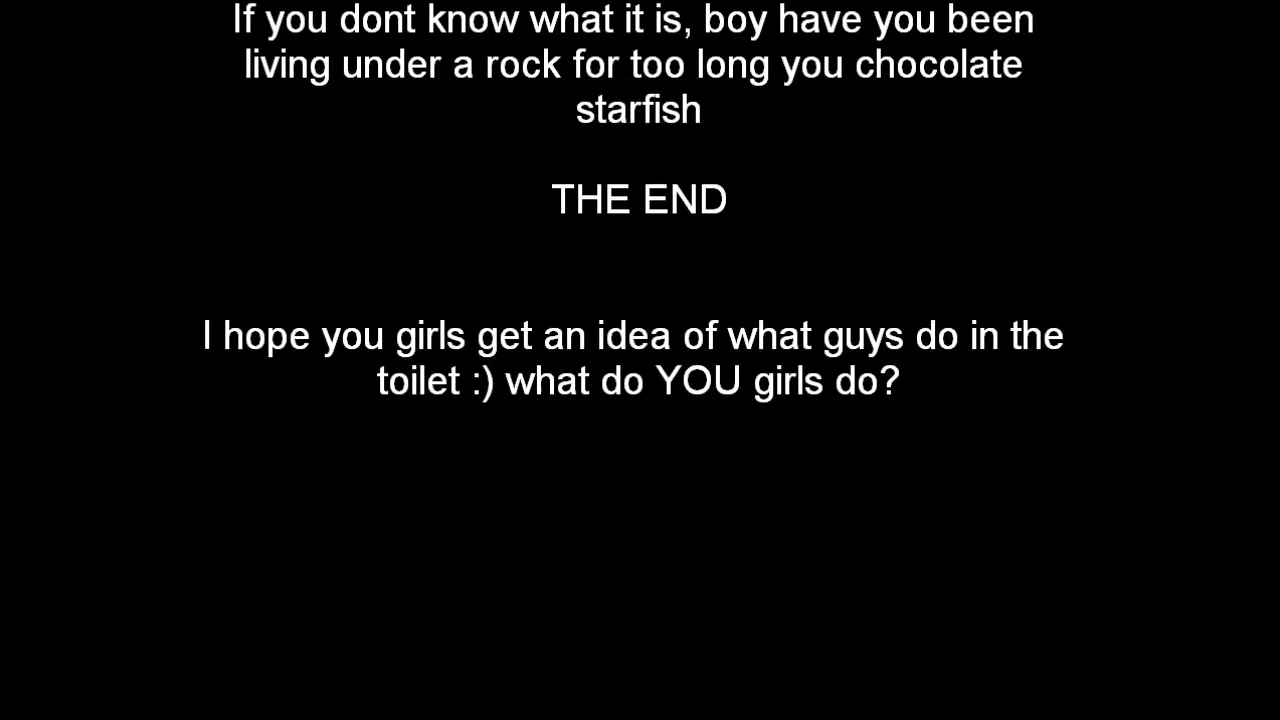 If you dont know what it is, boy have you been
living under a rock for too long you chocolate
starfish
THE END
I hope you girls get an idea of what guys do in the
toilet :) what do YOU girls do?